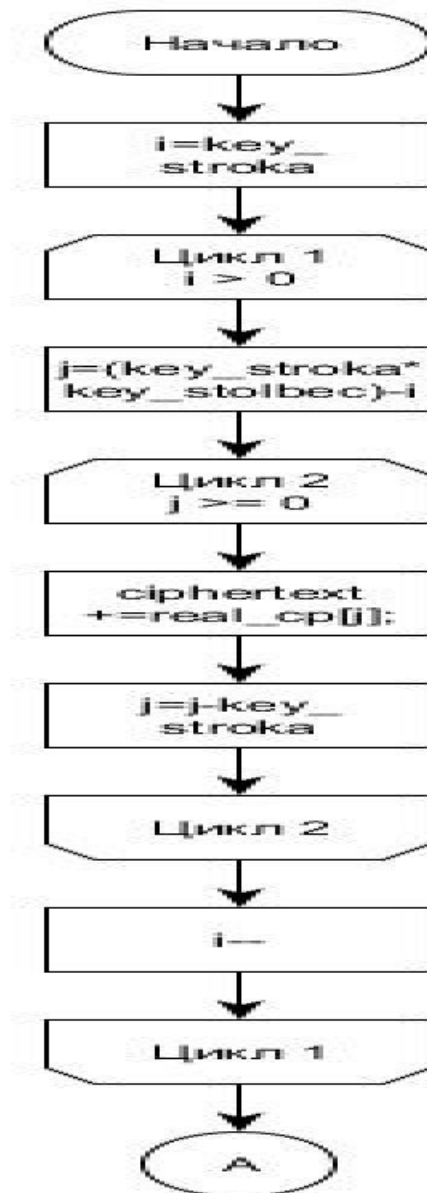 Начало
i=key_
stroka
Цикл 1
i > 0
j=(key_stroka*
key_stolbec)-i
Цикл 2
j >= 0
ciphertext
+=real_cp[j];
j=j-key_
stroka
Цикл 2
i--
Цикл 1
A